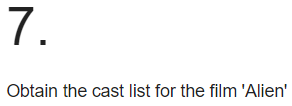 7.
Obtain the cast list for the film 'Alien'